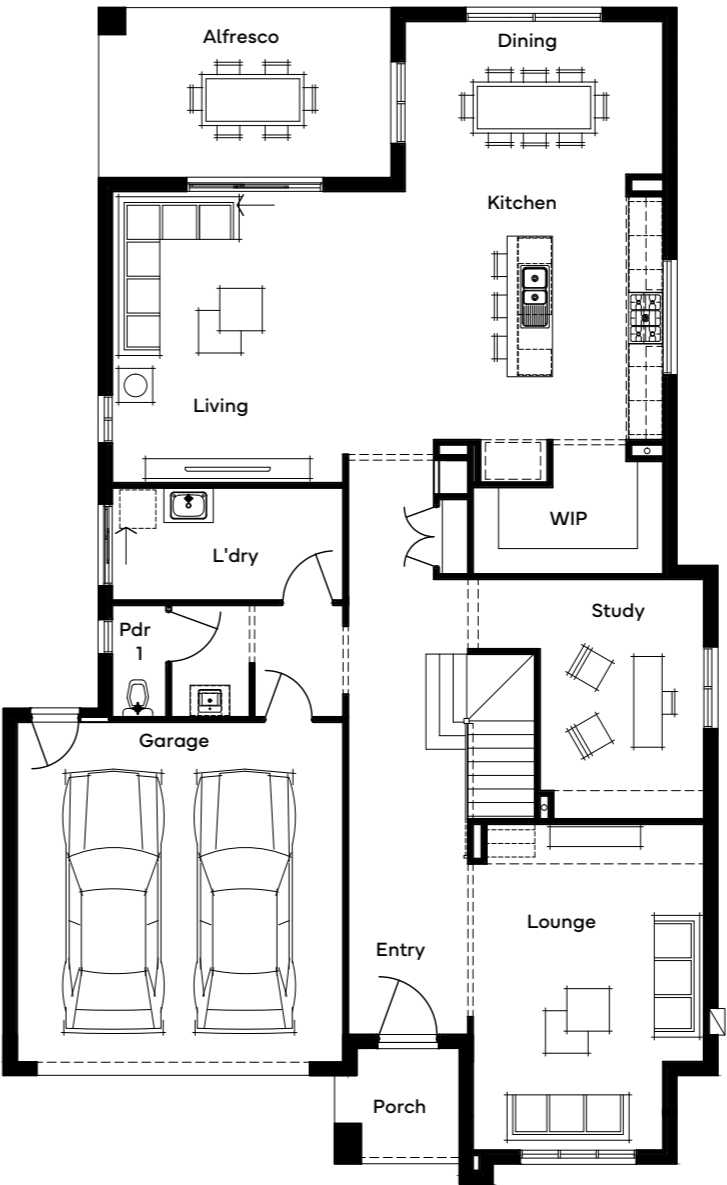 Alfresco
Dining
Kitchen
Living
WIP
L'dry
Study
Pdr
1
Garage
Lounge
Entry
Porch